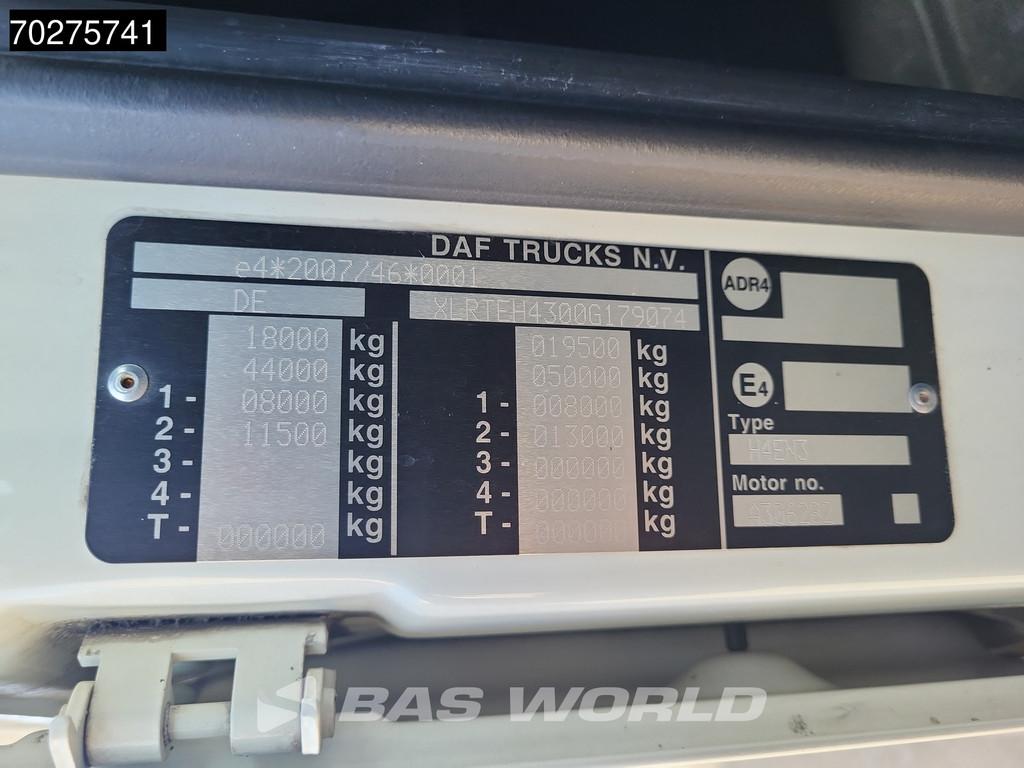 70275741
DAF TRUCKS N.V.
e4*2007/46*0001
DE XLRTEH4300G179074
18000 kg 019500 kg
44000 kg 050000 kg
1 - 08000 kg 1 - 008000 kg
2 - 11500 kg 2 - 013000 kg
3 - kg 3 - 000000 kg
4 - kg 4 - 000000 kg
T - 000000 kg T - kg
ADR4
E4
Type
H4EN3
Motor no.
BAS WORLD